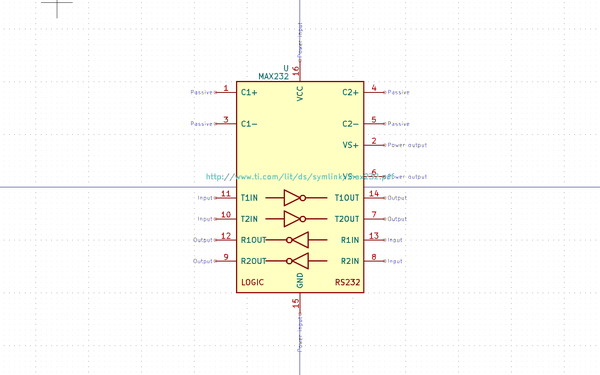 Power input
U
MAX232
16
VCC
Passive 1 C1+ C2+ 4 Passive
Passive 3 C1- C2- 5 Passive
VS+ 2 Power output
http://www.ti.com/lit/ds/symlink/max232.pdf
VS- 6 Power output
Input 11 T1IN T1OUT 14 Output
Input 10 T2IN T2OUT 7 Output
Output 12 R1OUT R1IN 13 Input
Output 9 R2OUT R2IN 8 Input
GND
LOGIC RS232
15
Power input